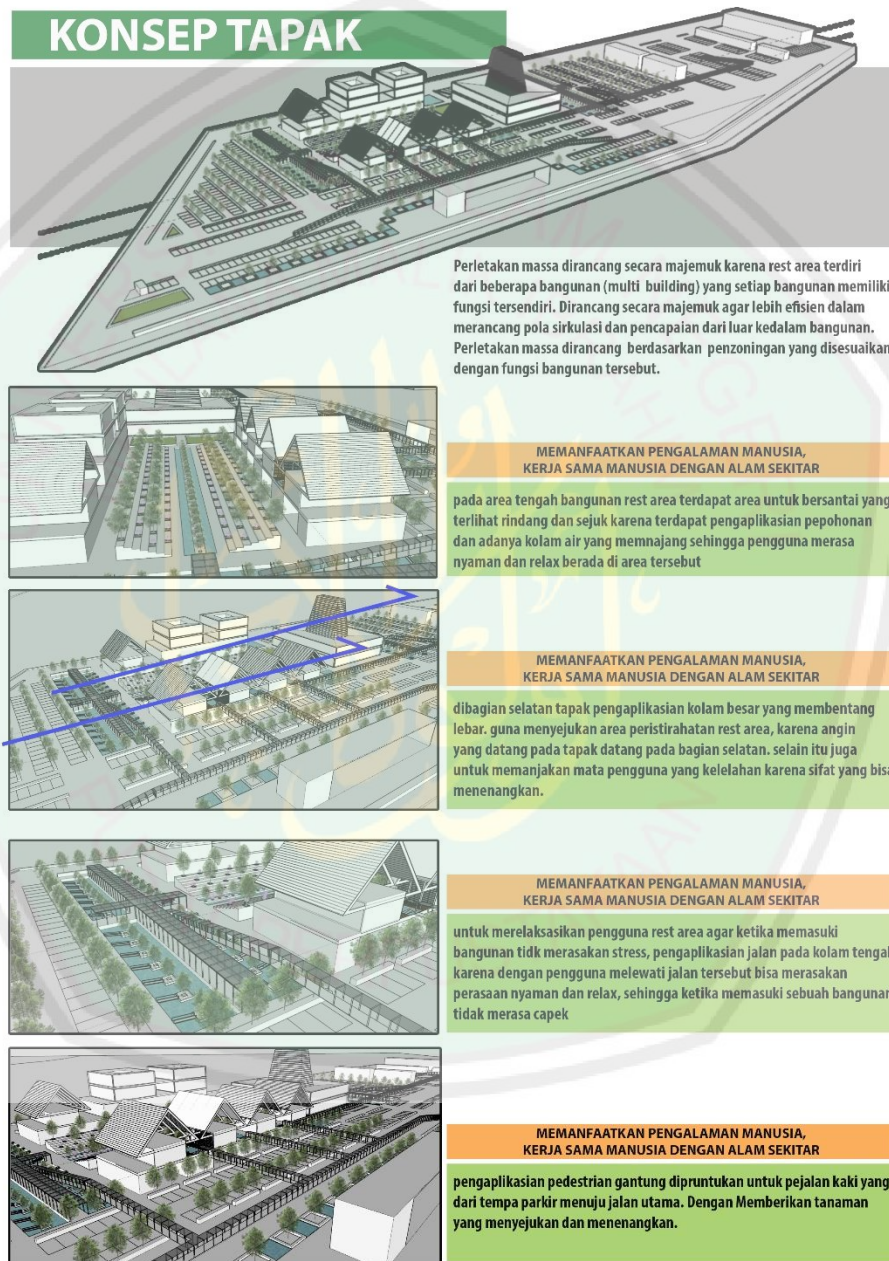 KONSEP TAPAK
Perletakan massa dirancang secara majemuk karena rest area terdiri
dari beberapa bangunan (multi building) yang setiap bangunan memiliki
fungsi tersendiri. Dirancang secara majemuk agar lebih efisien dalam
merancang pola sirkulasi dan pencapaian dari luar kedalam bangunan.
Perletakan massa dirancang berdasarkan penzoningan yang disesuaikan
dengan fungsi bangunan tersebut.
MEMANFAATKAN PENGALAMAN MANUSIA,
KERJA SAMA MANUSIA DENGAN ALAM SEKITAR
pada area tengah bangunan rest area terdapat area untuk bersantai yang
terlihat rindang dan sejuk karena terdapat pengaplikasian pepohonan
dan adanya kolam air yang memnajang sehingga pengguna merasa
nyaman dan relax berada di area tersebut
MEMANFAATKAN PENGALAMAN MANUSIA,
KERJA SAMA MANUSIA DENGAN ALAM SEKITAR
dibagian selatan tapak pengaplikasian kolam besar yang membentang
lebar. guna menyejukan area peristirahatan rest area, karena angin
yang datang pada tapak datang pada bagian selatan. selain itu juga
untuk memanjakan mata pengguna yang kelelahan karena sifat yang bisa
menenangkan.
MEMANFAATKAN PENGALAMAN MANUSIA,
KERJA SAMA MANUSIA DENGAN ALAM SEKITAR
untuk merelaksasikan pengguna rest area agar ketika memasuki
bangunan tidk merasakan stress, pengaplikasian jalan pada kolam tengah
karena dengan pengguna melewati jalan tersebut bisa merasakan
perasaan nyaman dan relax, sehingga ketika memasuki sebuah bangunan
tidak merasa capek
MEMANFAATKAN PENGALAMAN MANUSIA,
KERJA SAMA MANUSIA DENGAN ALAM SEKITAR
pengaplikasian pedestrian gantung dipruntukan untuk pejalan kaki yang
dari tempa parkir menuju jalan utama. Dengan Memberikan tanaman
yang menyejukan dan menenangkan.